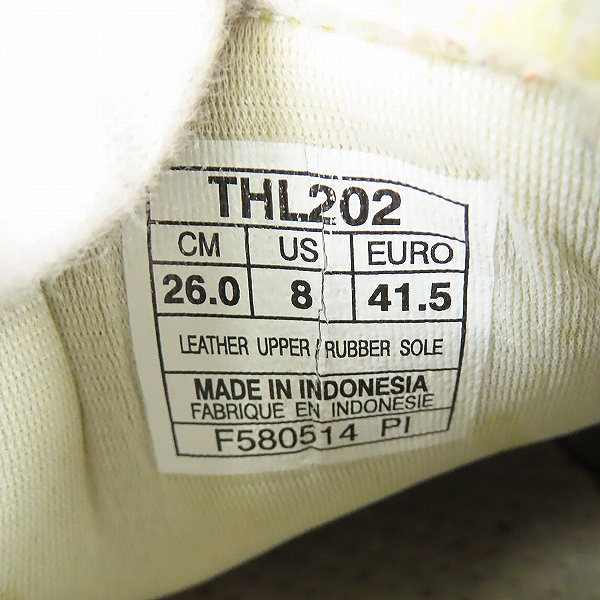 THL202
CM US EURO
26.0 8 41.5
LEATHER UPPER / RUBBER SOLE
MADE IN INDONESIA
FABRIQUE EN INDONESIE
F580514 PI